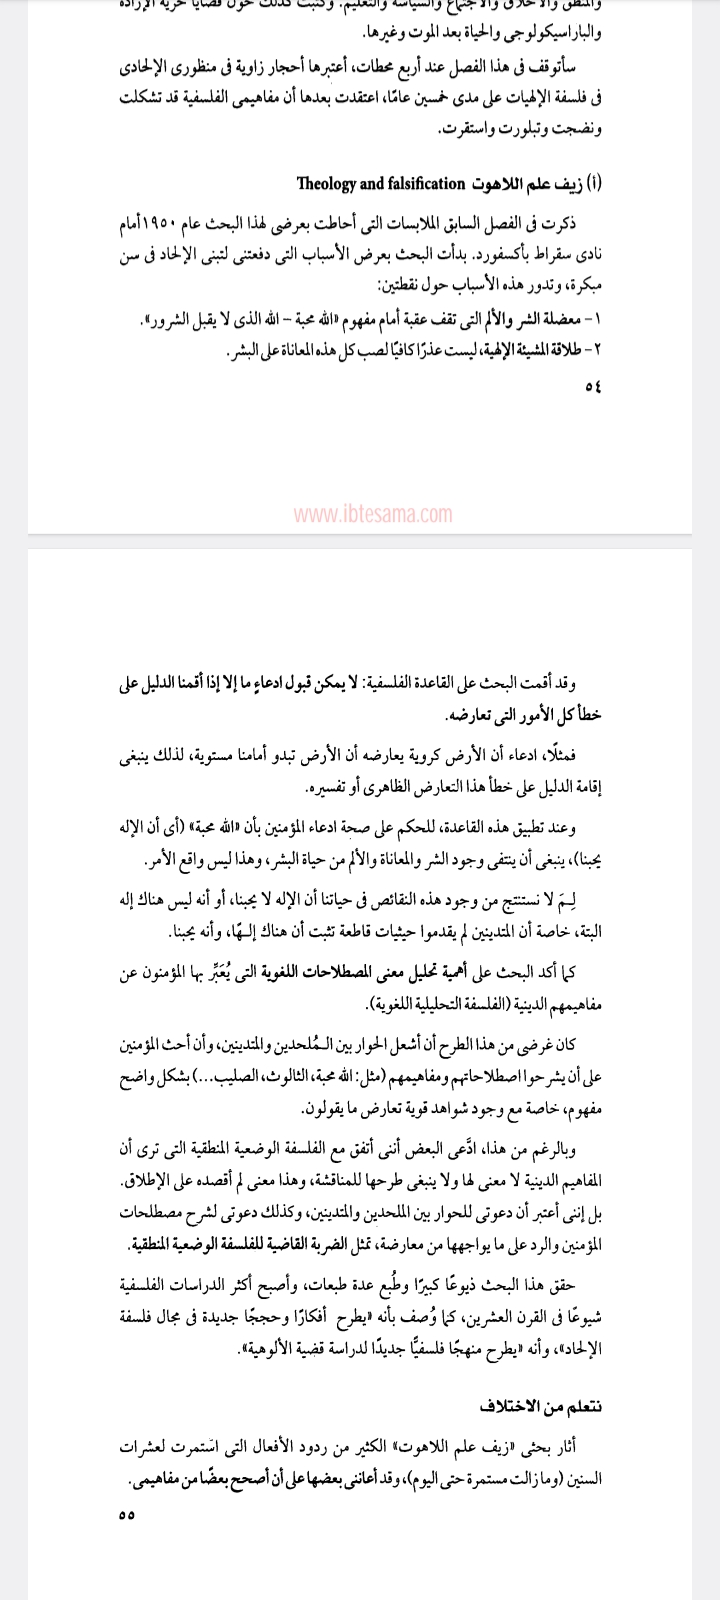 والمنطق والأخلاق والاجتماع والسياسة والتعليم. وكتبت كذلك حول قضايا حرية الإرادة
والباراسيكولوجى والحياة بعد الموت وغيرها.
سأتوقف فى هذا الفصل عند أربع محطات، أعتبرها أحجار زاوية فى منظورى الإلحادى
فى فلسفة الإلهيات على مدى خمسين عامًا، اعتقدت بعدها أن مفاهيمى الفلسفية قد تشكلت
ونضجت وتبلورت واستقرت.
(أ) زيف علم اللاهوت Theology and falsification
ذكرت فى الفصل السابق الملابسات التى أحاطت بعرضى لهذا البحث عام ١٩٥٠ أمام
نادى سقراط بأكسفورد. بدأت البحث بعرض الأسباب التى دفعتنى لتبنى الإلحاد فى سن
مبكرة، وتدور هذه الأسباب حول نقطتين:
١- معضلة الشر والألم التى تقف عقبة أمام مفهوم «الله محبة – الله الذى لا يقبل الشرور».
٢- طلاقة المشيئة الإلهية، ليست عذرًا كافيًا لصب كل هذه المعاناة على البشر.
٥٤
www.ibtesama.com
وقد أقمت البحث على القاعدة الفلسفية: لا يمكن قبول ادعاءٍ ما إلا إذا أقمنا الدليل على
خطأ كل الأمور التى تعارضه.
فمثلًا، ادعاء أن الأرض كروية يعارضه أن الأرض تبدو أمامنا مستوية، لذلك ينبغى
إقامة الدليل على خطأ هذا التعارض الظاهرى أو تفسيره.
وعند تطبيق هذه القاعدة، للحكم على صحة ادعاء المؤمنين بأن «الله محبة» (أى أن الإله
يحبنا)، ينبغى أن ينتفى وجود الشر والمعاناة والألم من حياة البشر، وهذا ليس واقع الأمر.
لِـمَ لا نستنتج من وجود هذه النقائص فى حياتنا أن الإله لا يحبنا، أو أنه ليس هناك إله
البتة، خاصة أن المتدينين لم يقدموا حيثيات قاطعة تثبت أن هناك إلـهًا، وأنه يحبنا.
كما أكد البحث على أهمية تحليل معنى المصطلاحات اللغوية التى يُعَبِّر بها المؤمنون عن
مفاهيمهم الدينية (الفلسفة التحليلية اللغوية).
كان غرضى من هذا الطرح أن أشعل الحوار بين الـمُلحدين والمتدينين، وأن أحث المؤمنين
على أن يشرحوا اصطلاحاتهم ومفاهيمهم (مثل: الله محبة، الثالوث، الصليب...) بشكل واضح
مفهوم، خاصة مع وجود شواهد قوية تعارض ما يقولون.
وبالرغم من هذا، ادَّعى البعض أننى أتفق مع الفلسفة الوضعية المنطقية التى ترى أن
المفاهيم الدينية لا معنى لها ولا ينبغى طرحها للمناقشة، وهذا معنى لم أقصده على الإطلاق.
بل إننى أعتبر أن دعوتى للحوار بين الملحدين والمتدينين، وكذلك دعوتى لشرح مصطلحات
المؤمنين والرد على ما يواجهها من معارضة، تمثل الضربة القاضية للفلسفة الوضعية المنطقية.
حقق هذا البحث ذيوعًا كبيرًا وطُبع عدة طبعات، وأصبح أكثر الدراسات الفلسفية
شيوعًا فى القرن العشرين، كما وُصف بأنه «يطرح أفكارًا وحججًا جديدة فى مجال فلسفة
الإلحاد»، وأنه «يطرح منهجًا فلسفيًّا جديدًا لدراسة قضية الألوهية».
نتعلم من الاختلاف
أثار بحثى «زيف علم اللاهوت» الكثير من ردود الأفعال التى استمرت لعشرات
السنين (وما زالت مستمرة حتى اليوم)، وقد أعاننى بعضها على أن أصحح بعضًا من مفاهيمى.
٥٥